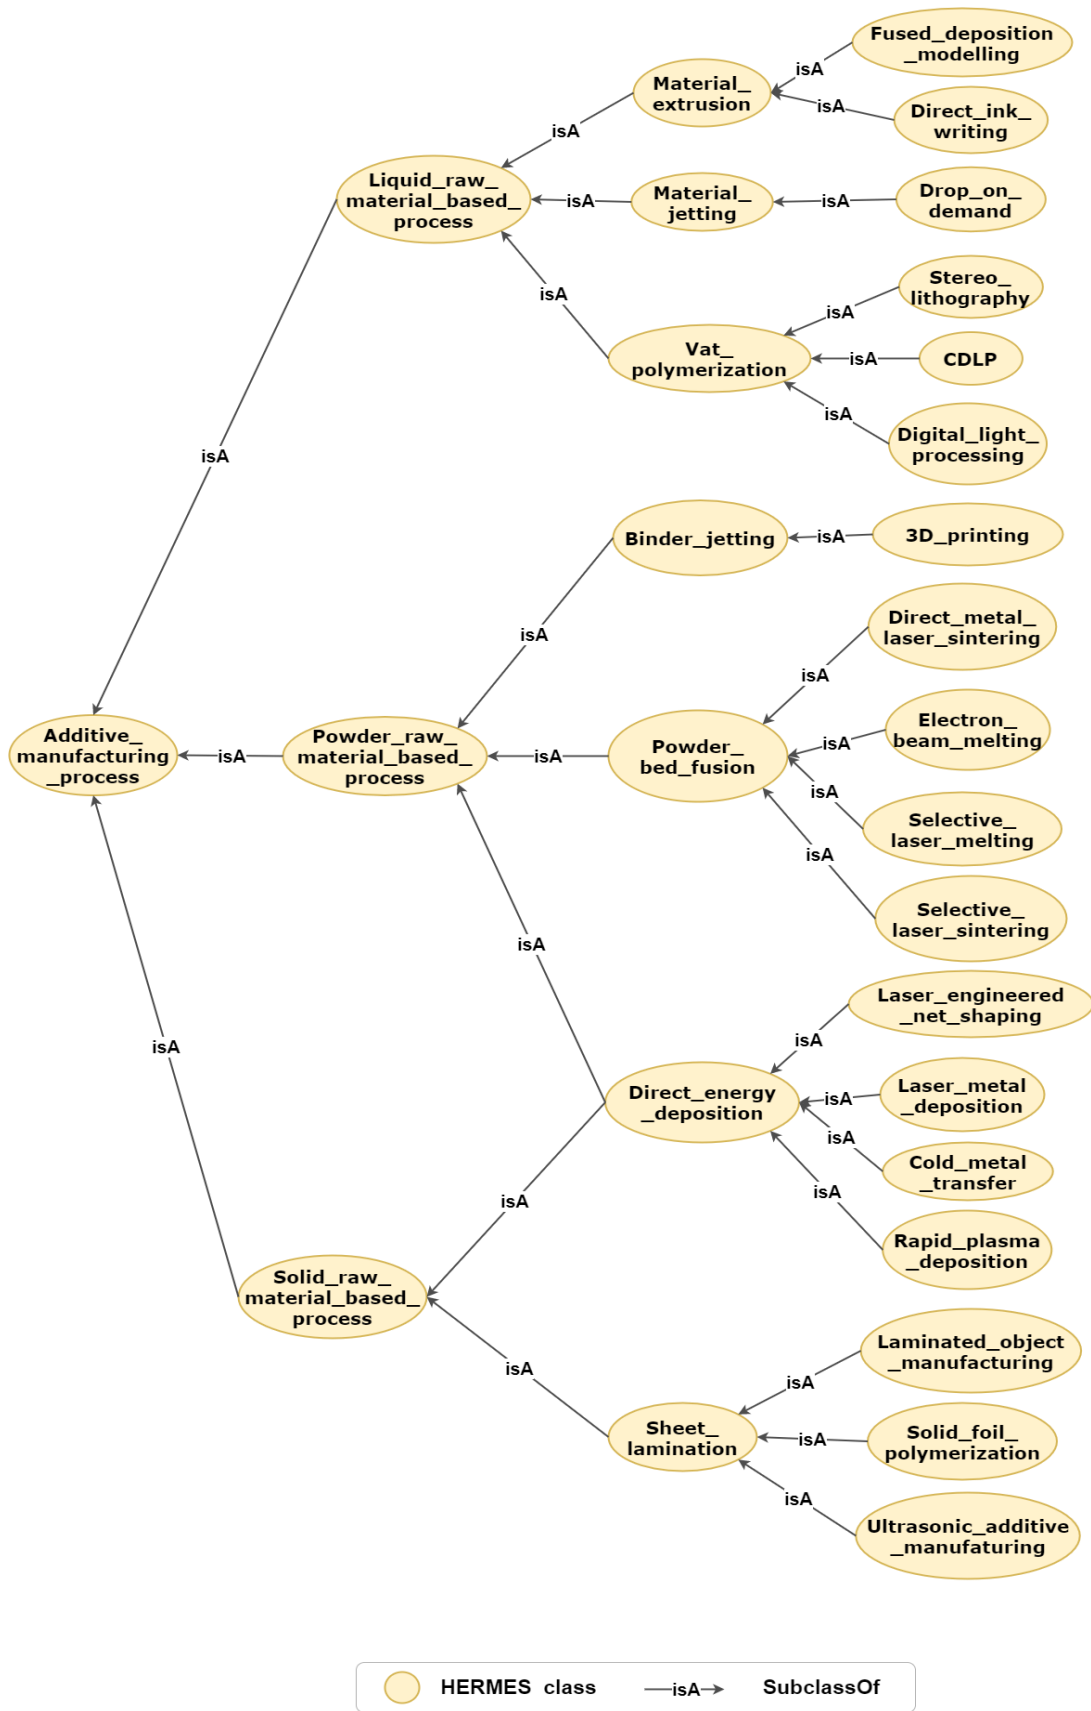 Fused_deposition
_modelling
isA
Material_
extrusion
isA
Direct_ink_
writing
isA
Liquid_raw_
material_based_
process
isA
Material_
jetting
isA
Drop_on_
demand
isA
Stereo_
lithography
isA
Vat_
polymerization
isA
CDLP
isA
Digital_light_
processing
isA
Binder_jetting
isA
3D_printing
isA
Direct_metal_
laser_sintering
isA
Additive_
manufacturing
_process
isA
Powder_raw_
material_based_
process
isA
Powder_
bed_fusion
isA
Electron_
beam_melting
isA
Selective_
laser_melting
isA
Selective_
laser_sintering
isA
Laser_engineered
_net_shaping
isA
isA
Direct_energy
_deposition
isA
Laser_metal
_deposition
isA
Cold_metal
_transfer
isA
Rapid_plasma
_deposition
isA
Solid_raw_
material_based_
process
isA
Laminated_object
_manufacturing
isA
Sheet_
lamination
isA
Solid_foil_
polymerization
isA
Ultrasonic_additive
_manufaturing
HERMES class
isA
SubclassOf